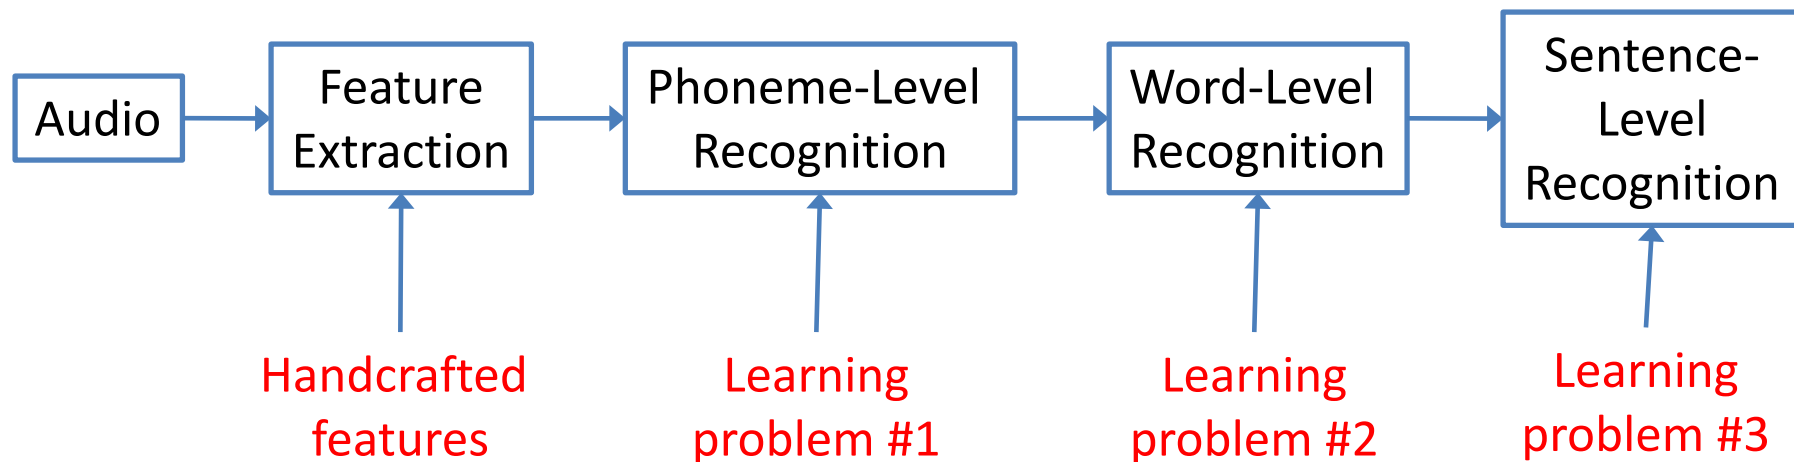 Audio
Feature
Extraction
Phoneme-Level
Recognition
Word-Level
Recognition
Sentence-
Level
Recognition
Handcrafted
features
Learning
problem #1
Learning
problem #2
Learning
problem #3